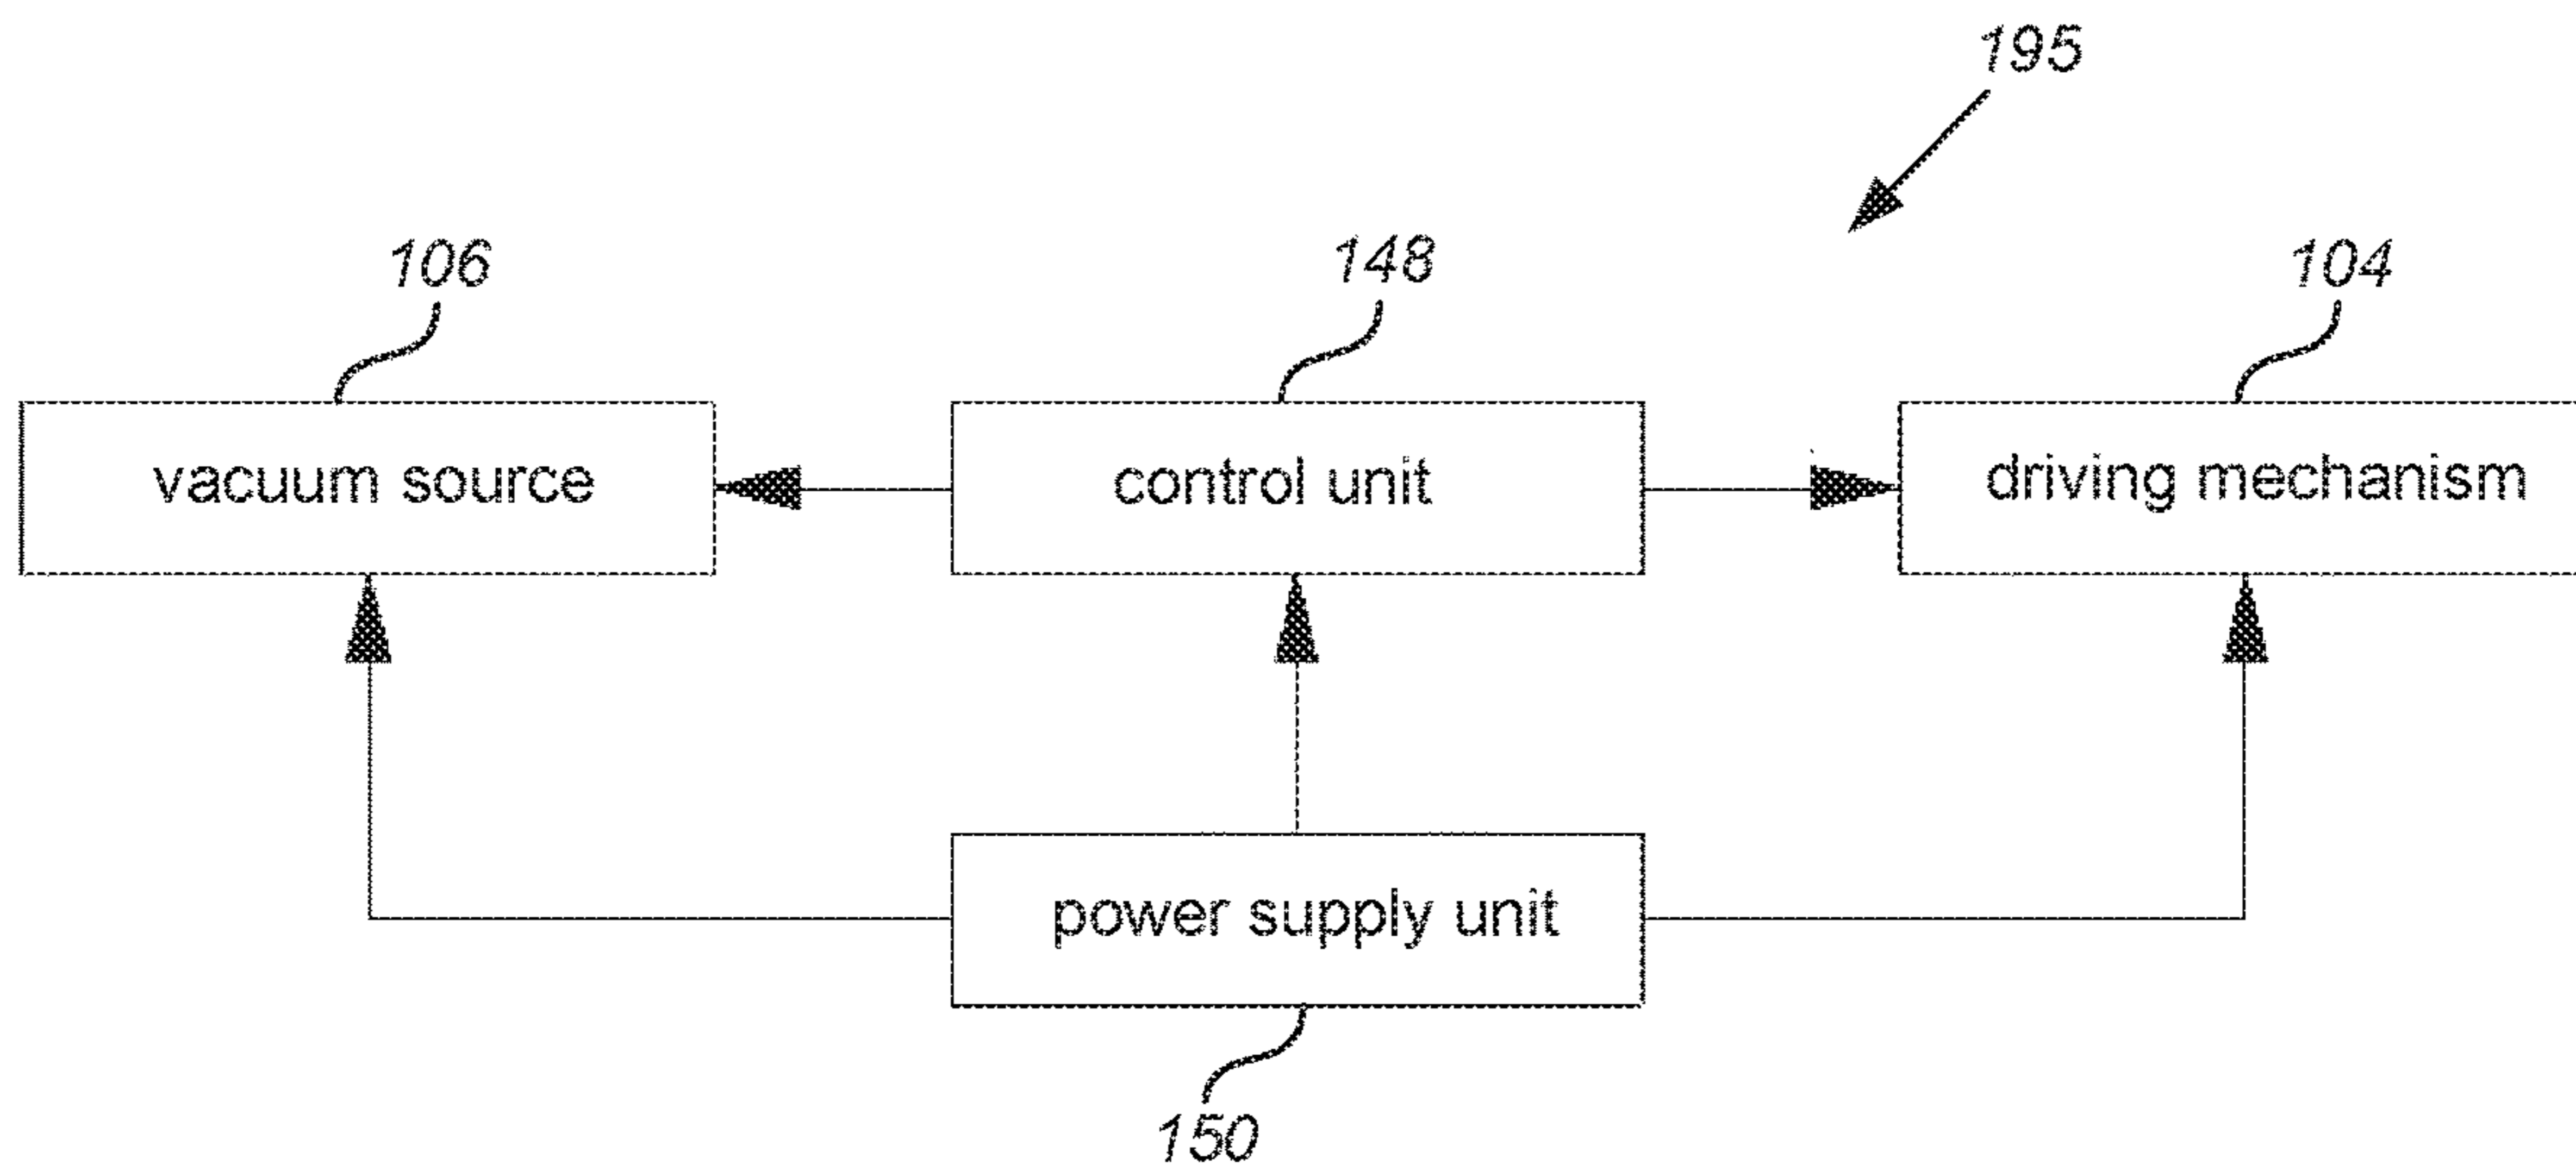 195
106
148
104
vacuum source
control unit
driving mechanism
power supply unit
150